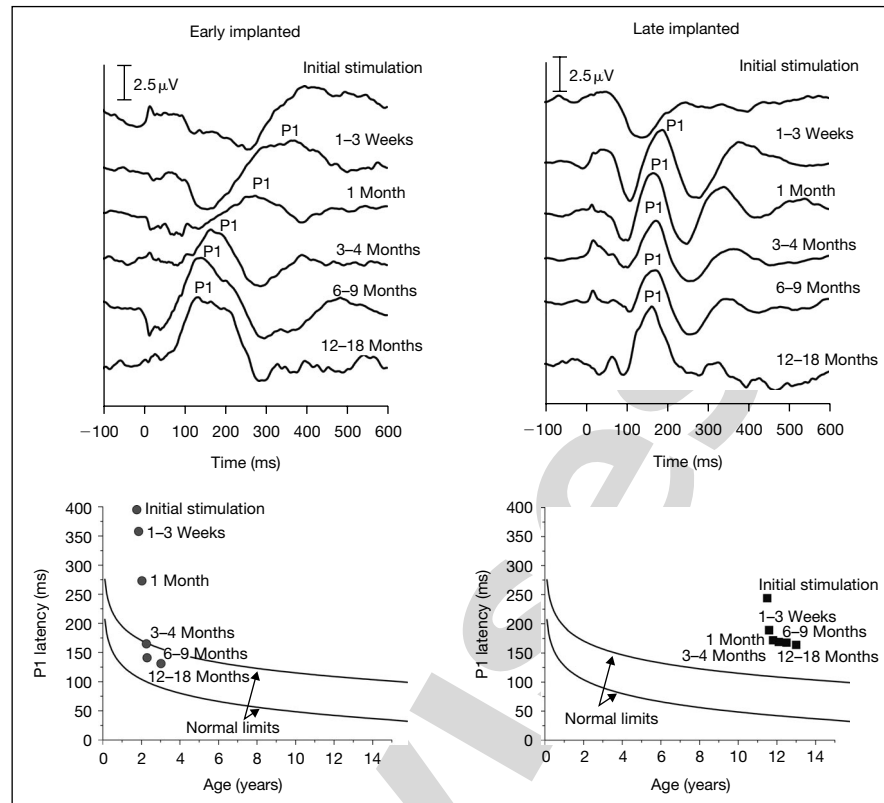 Early implanted
2.5 μV
Initial stimulation
P1
1–3 Weeks
P1
1 Month
P1
3–4 Months
P1
6–9 Months
P1
12–18 Months
−100 0 100 200 300 400 500 600
Time (ms)
Late implanted
2.5 μV
Initial stimulation
P1
1–3 Weeks
P1
1 Month
P1
3–4 Months
P1
6–9 Months
P1
12–18 Months
−100 0 100 200 300 400 500 600
Time (ms)
P1 latency (ms)
400
350
300
250
200
150
100
50
0
Initial stimulation
1–3 Weeks
1 Month
3–4 Months
6–9 Months
12–18 Months
Normal limits
0 2 4 6 8 10 12 14
Age (years)
P1 latency (ms)
400
350
300
250
200
150
100
50
0
Initial stimulation
1–3 Weeks
6–9 Months
1 Month
3–4 Months
12–18 Months
Normal limits
0 2 4 6 8 10 12 14
Age (years)